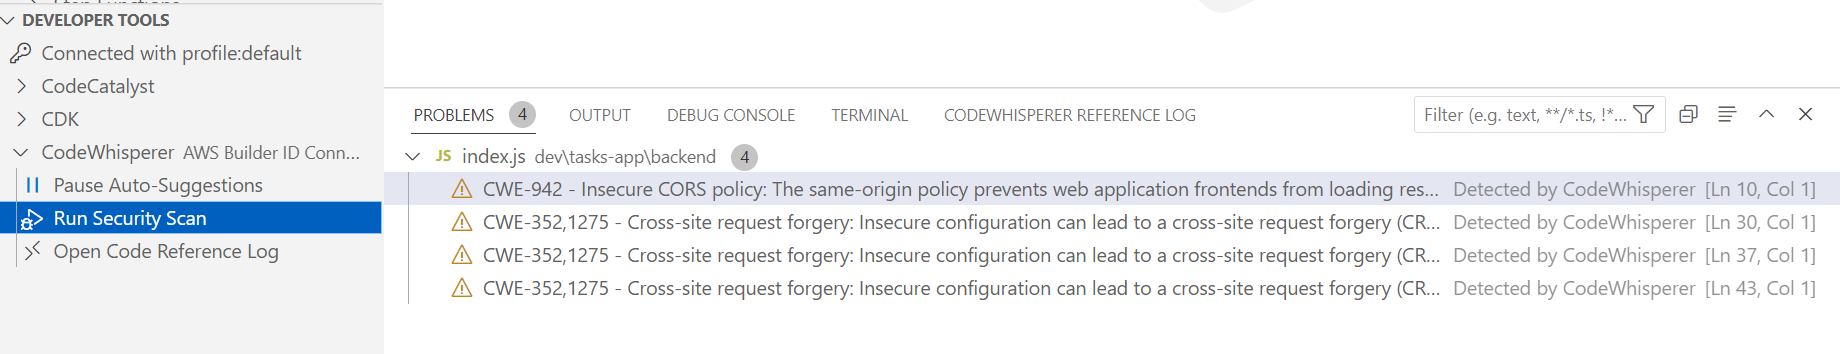 Step Functions
DEVELOPER TOOLS
Connected with profile:default
CodeCatalyst
CDK
CodeWhisperer AWS Builder ID Conn...
Pause Auto-Suggestions
Run Security Scan
Open Code Reference Log
PROBLEMS 4 OUTPUT DEBUG CONSOLE TERMINAL CODEWHISPERER REFERENCE LOG Filter (e.g. text, **/*.ts, !*...
JS index.js dev\tasks-app\backend 4
CWE-942 - Insecure CORS policy: The same-origin policy prevents web application frontends from loading res... Detected by CodeWhisperer [Ln 10, Col 1]
CWE-352,1275 - Cross-site request forgery: Insecure configuration can lead to a cross-site request forgery (CR... Detected by CodeWhisperer [Ln 30, Col 1]
CWE-352,1275 - Cross-site request forgery: Insecure configuration can lead to a cross-site request forgery (CR... Detected by CodeWhisperer [Ln 37, Col 1]
CWE-352,1275 - Cross-site request forgery: Insecure configuration can lead to a cross-site request forgery (CR... Detected by CodeWhisperer [Ln 43, Col 1]